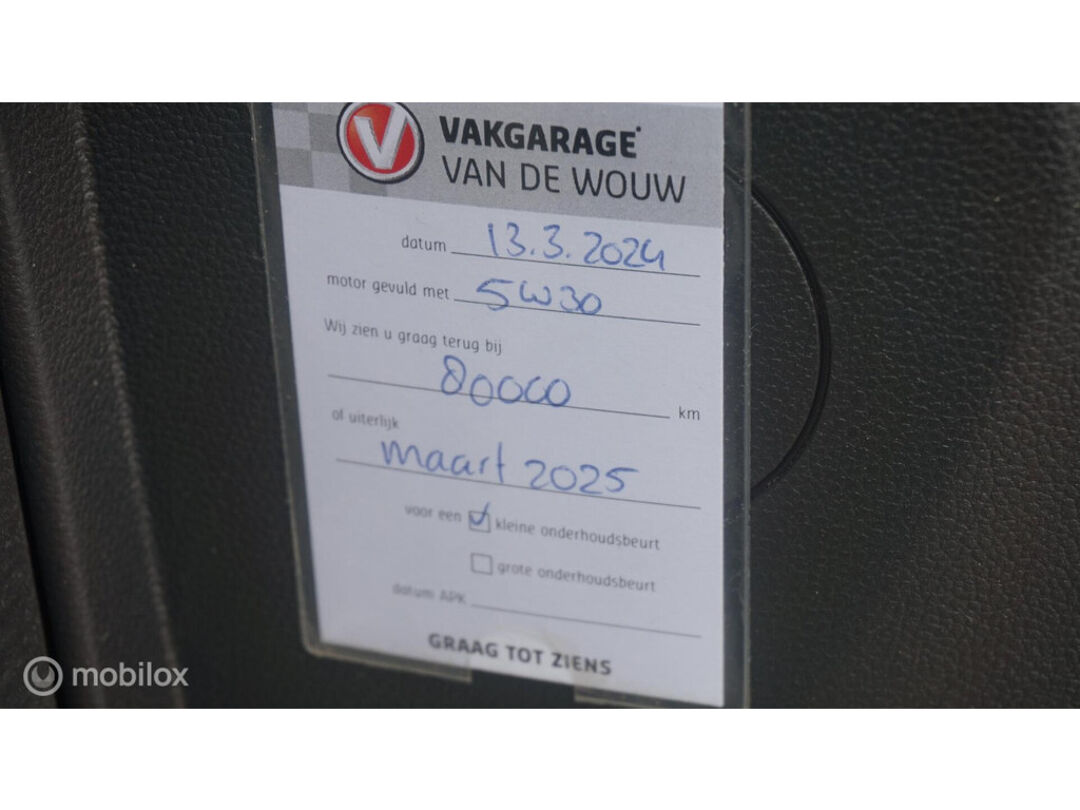 V VAKGARAGE
VAN DE WOUW
datum 13.3.2024
motor gevuld met 5W30
Wij zien u graag terug bij
80000 km
of uiterlijk
maart 2025
voor een kleine onderhoudsbeurt
grote onderhoudsbeurt
datum APK
GRAAG TOT ZIENS
mobilox